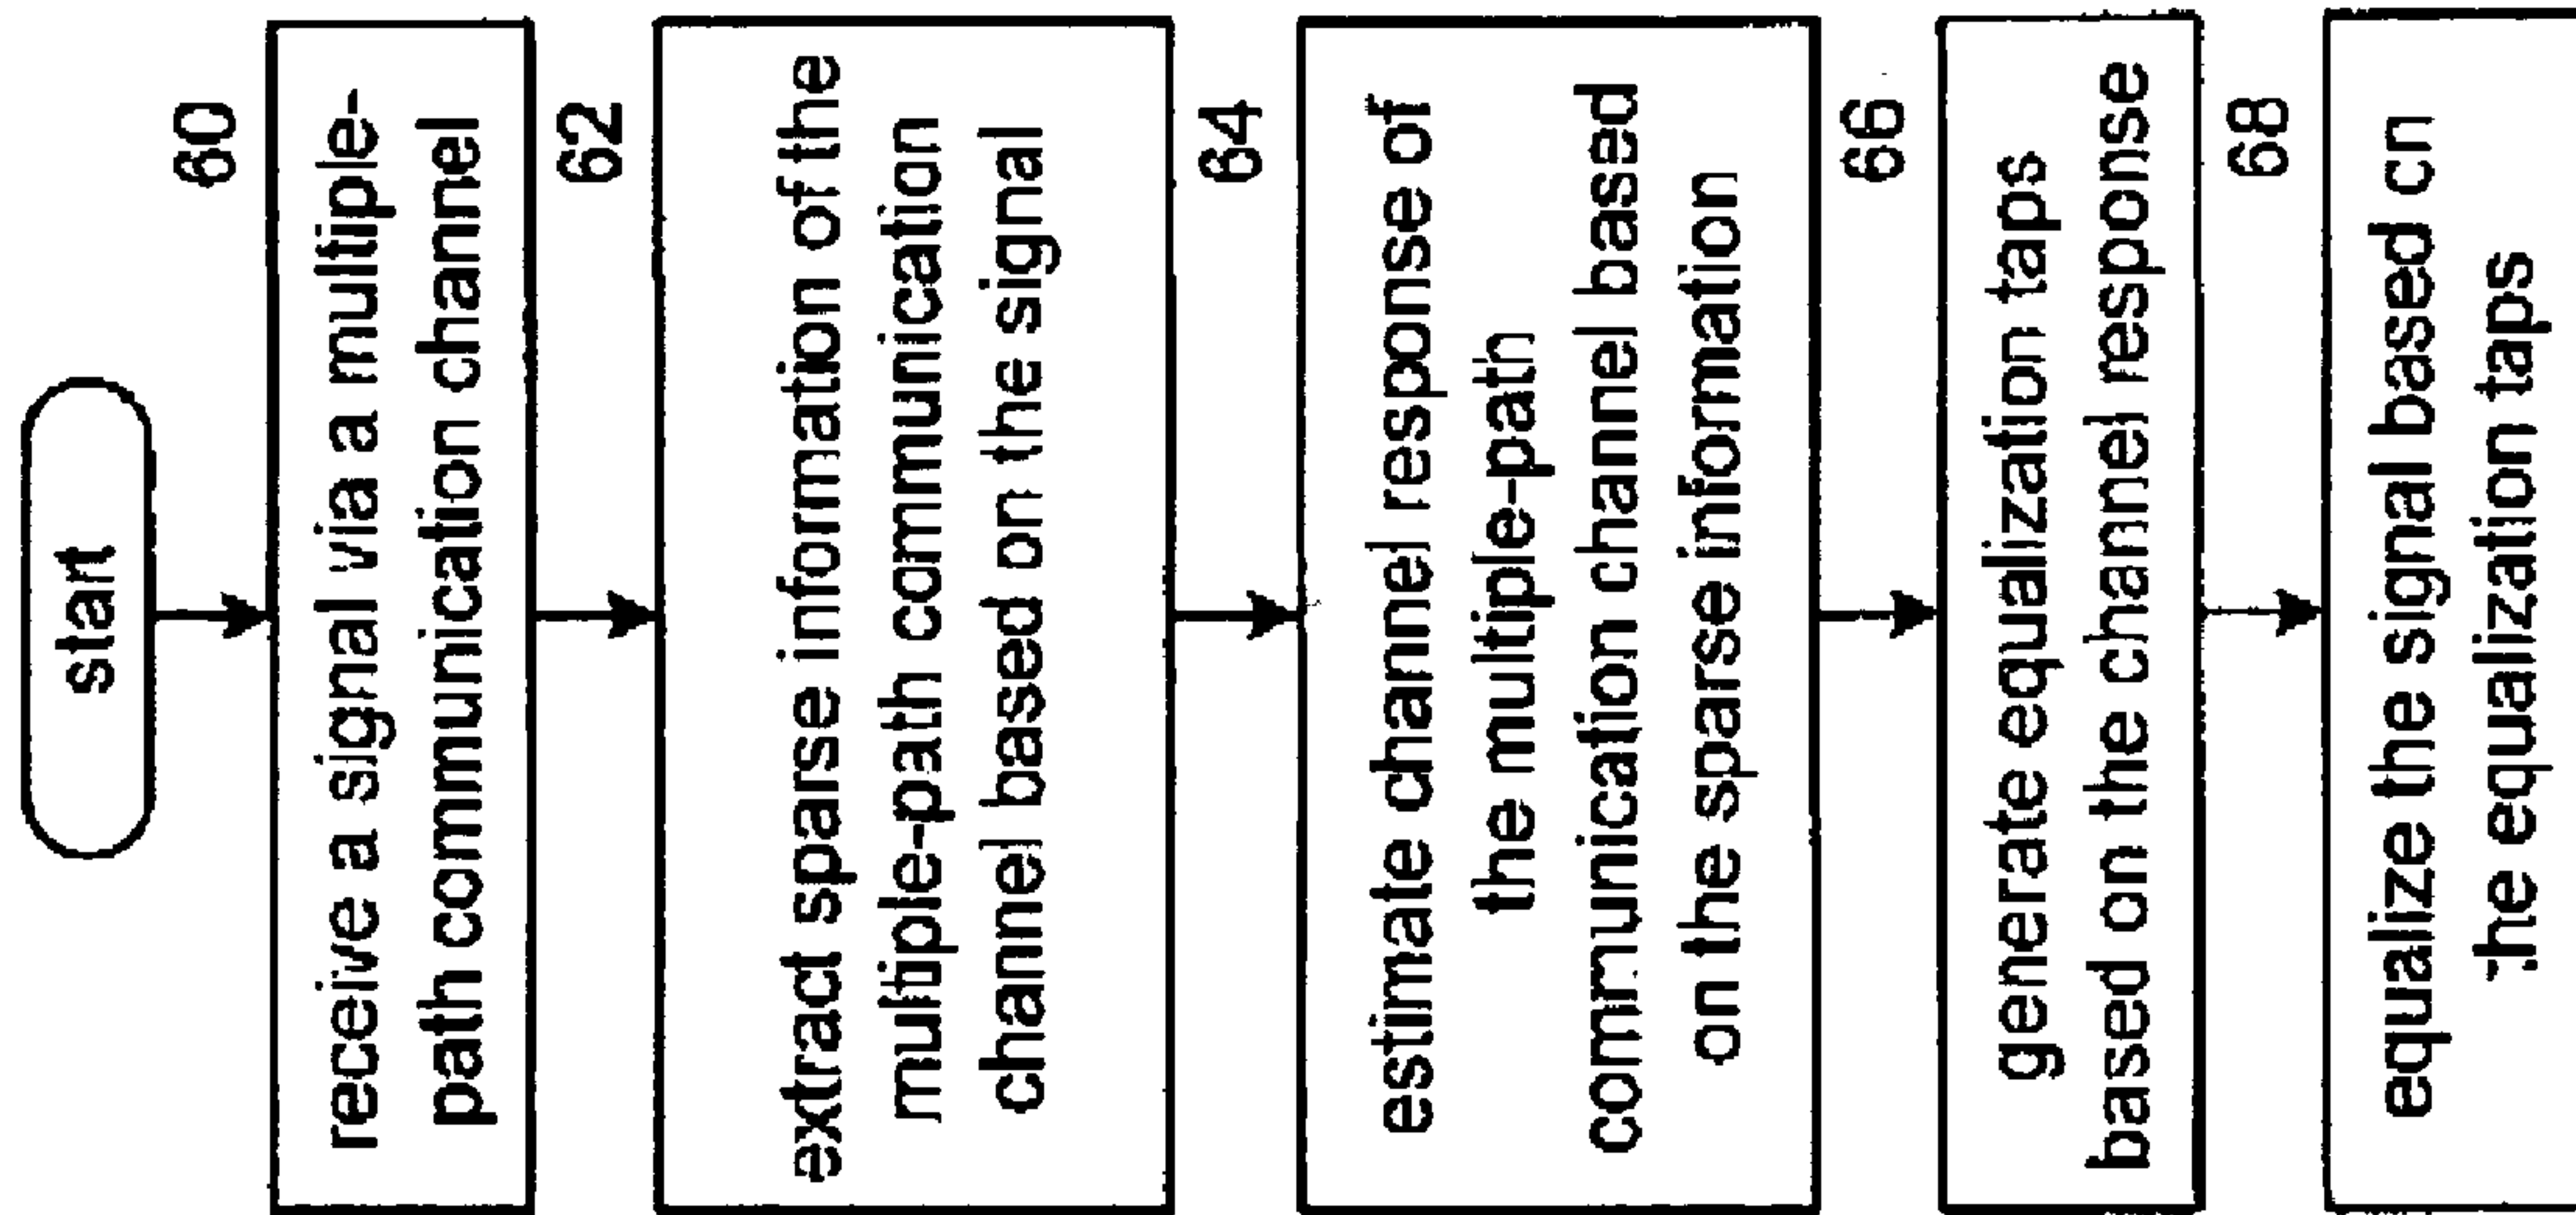 start
60
receive a signal via a multiple-
path communication channel
62
extract sparse information of the
multiple-path communication
channel based on the signal
64
estimate channel response of
the multiple-path
communication channel based
on the sparse information
66
generate equalization taps
based on the channel response
68
equalize the signal based on
the equalization taps